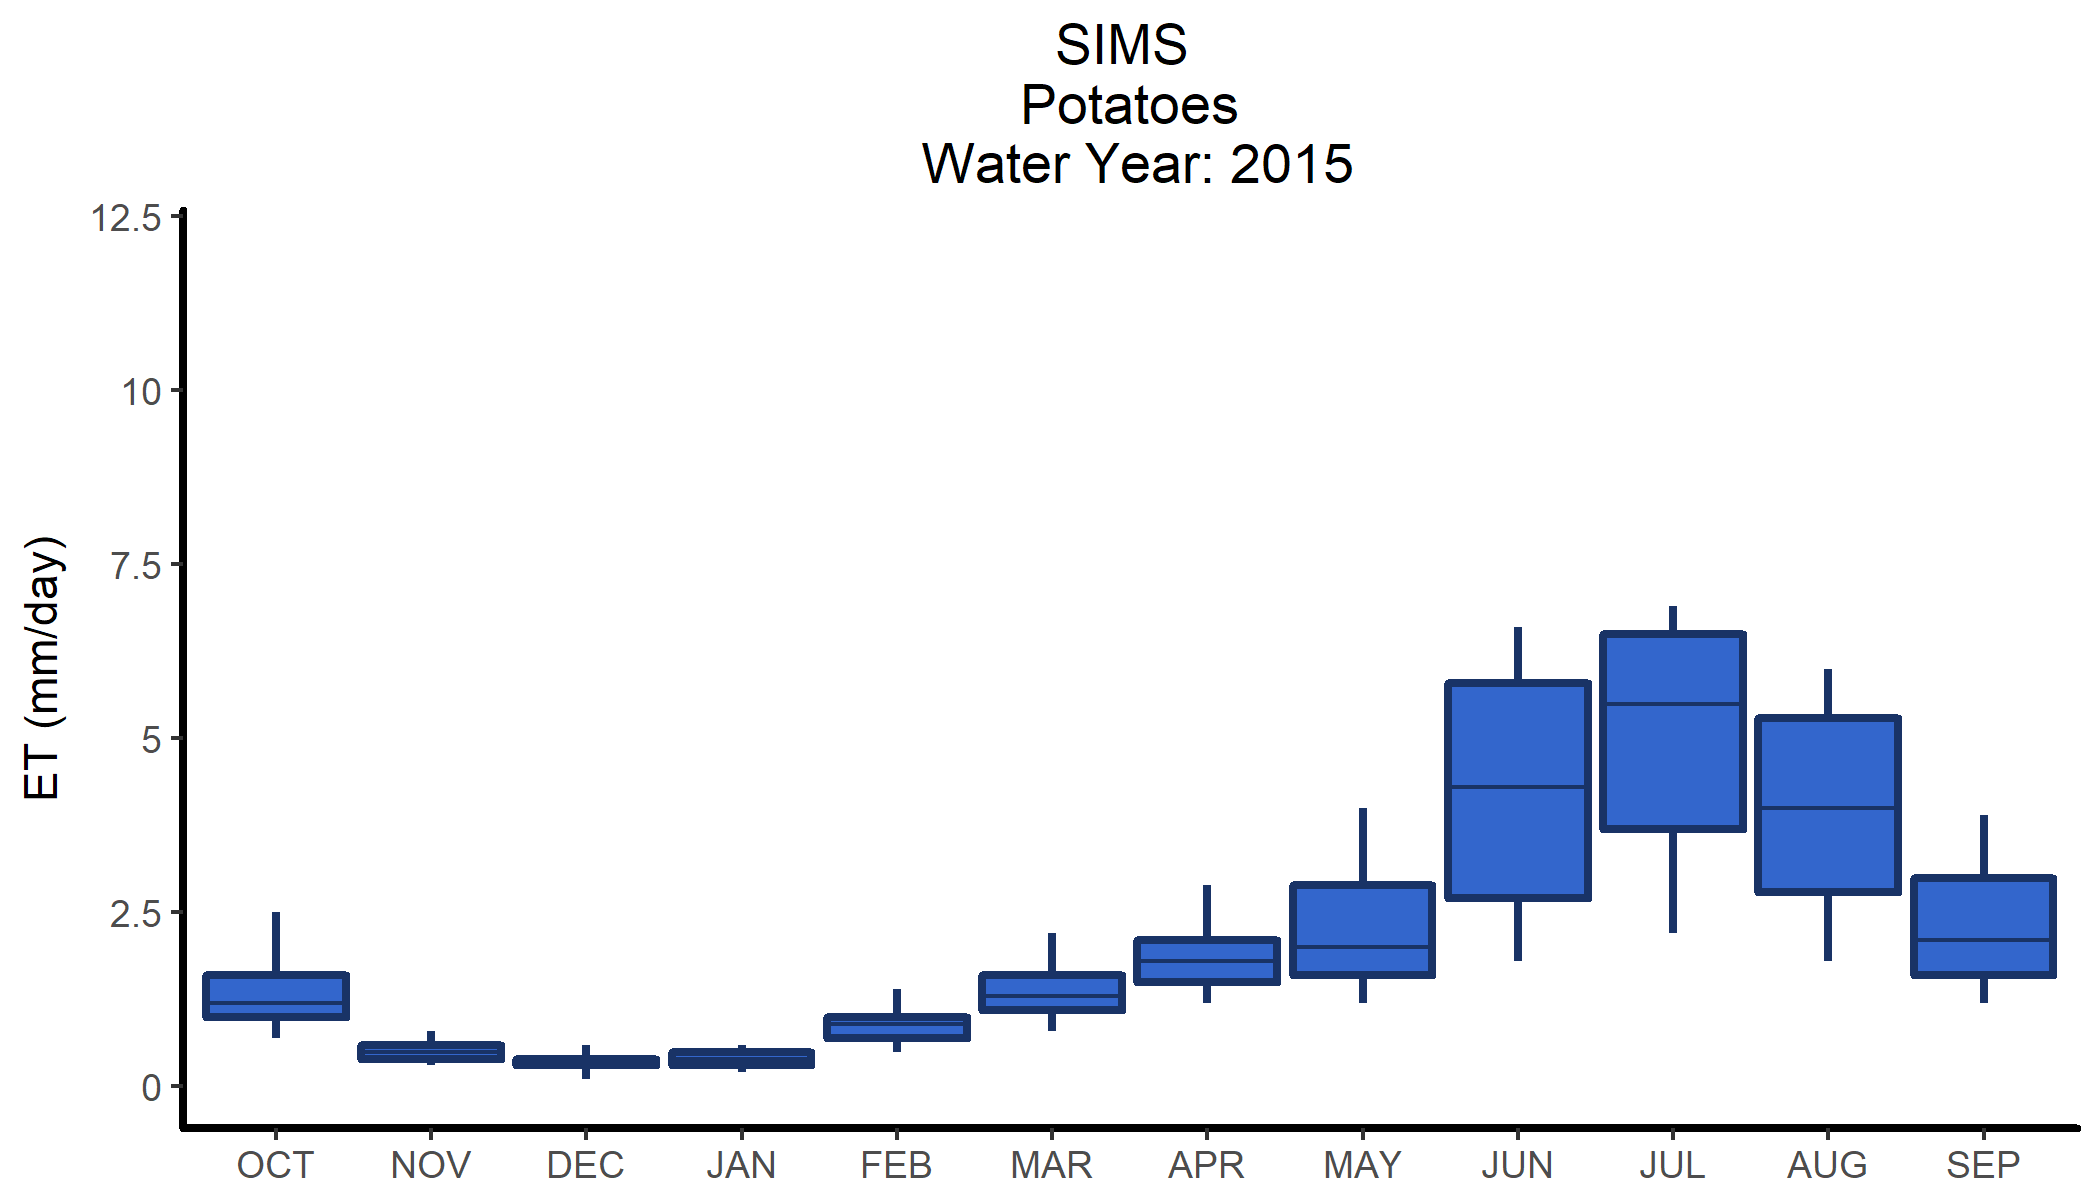 SIMS
Potatoes
Water Year: 2015
ET (mm/day)
12.5
10
7.5
5
2.5
0
OCT NOV DEC JAN FEB MAR APR MAY JUN JUL AUG SEP